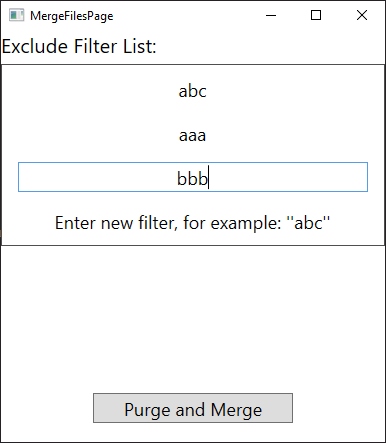 MergeFilesPage
Exclude Filter List:
abc
aaa
bbb
Enter new filter, for example: "abc"
Purge and Merge